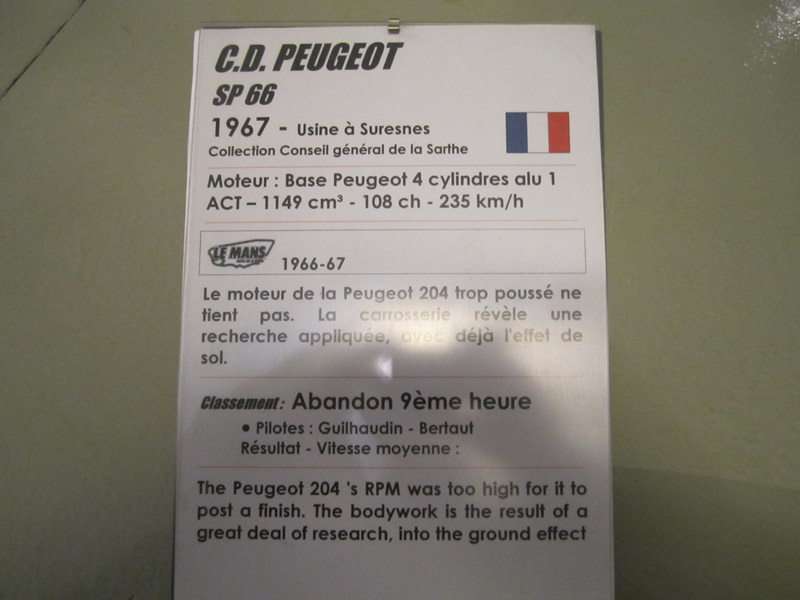 C.D. PEUGEOT
SP 66
1967 - Usine à Suresnes
Collection Conseil général de la Sarthe
Moteur : Base Peugeot 4 cylindres alu 1
ACT – 1149 cm³ - 108 ch - 235 km/h
LE MANS
1966-67
Le moteur de la Peugeot 204 trop poussé ne
tient pas. La carrosserie révèle une
recherche appliquée, avec déjà l'effet de
sol.
Classement : Abandon 9ème heure
• Pilotes : Guilhaudin - Bertaut
Résultat - Vitesse moyenne :
The Peugeot 204 's RPM was too high for it to
post a finish. The bodywork is the result of a
great deal of research, into the ground effect